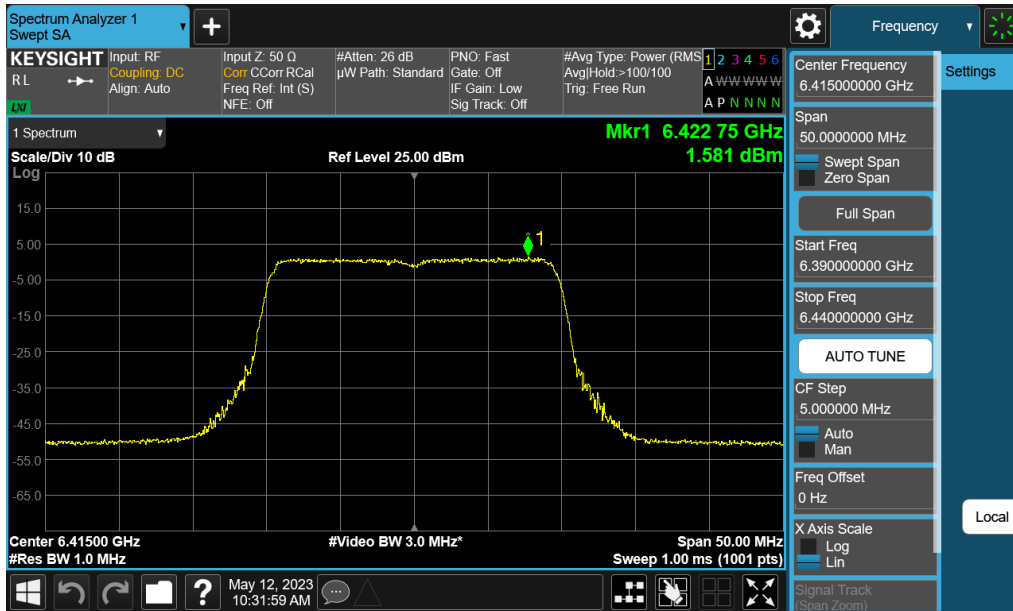 Spectrum Analyzer 1
Swept SA
+
Frequency
KEYSIGHT
R L
LXI
Input: RF
Coupling: DC
Align: Auto
Input Z: 50 Ω
Corr CCorr RCal
Freq Ref: Int (S)
NFE: Off
#Atten: 26 dB
µW Path: Standard
PNO: Fast
Gate: Off
IF Gain: Low
Sig Track: Off
#Avg Type: Power (RMS
Avg|Hold:>100/100
Trig: Free Run
1 2 3 4 5 6
A W W W W W
A P N N N N
1 Spectrum
Scale/Div 10 dB
Log
Ref Level 25.00 dBm
Mkr1 6.422 75 GHz
1.581 dBm
15.0
5.00
-5.00
-15.0
-25.0
-35.0
-45.0
-55.0
-65.0
1
Center 6.41500 GHz
#Video BW 3.0 MHz*
Span 50.00 MHz
#Res BW 1.0 MHz
Sweep 1.00 ms (1001 pts)
?
May 12, 2023
10:31:59 AM
Center Frequency
6.415000000 GHz
Settings
Span
50.0000000 MHz
Swept Span
Zero Span
Full Span
Start Freq
6.390000000 GHz
Stop Freq
6.440000000 GHz
AUTO TUNE
CF Step
5.000000 MHz
Auto
Man
Freq Offset
0 Hz
X Axis Scale
Log
Lin
Local
Signal Track
(Span Zoom)